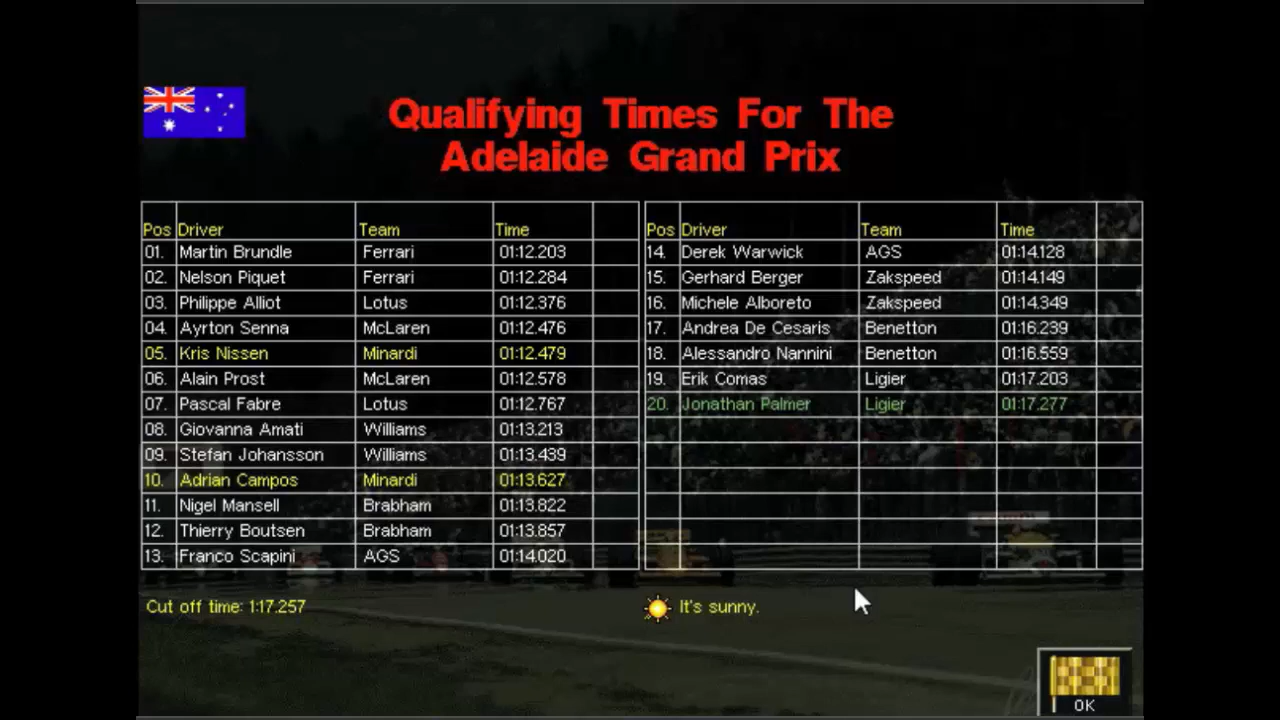 Qualifying Times For The
Adelaide Grand Prix
Pos Driver Team Time
01. Martin Brundle Ferrari 01:12.203
02. Nelson Piquet Ferrari 01:12.284
03. Philippe Alliot Lotus 01:12.376
04. Ayrton Senna McLaren 01:12.476
05. Kris Nissen Minardi 01:12.479
06. Alain Prost McLaren 01:12.578
07. Pascal Fabre Lotus 01:12.767
08. Giovanna Amati Williams 01:13.213
09. Stefan Johansson Williams 01:13.439
10. Adrian Campos Minardi 01:13.627
11. Nigel Mansell Brabham 01:13.822
12. Thierry Boutsen Brabham 01:13.857
13. Franco Scapini AGS 01:14.020
Pos Driver Team Time
14. Derek Warwick AGS 01:14.128
15. Gerhard Berger Zakspeed 01:14.149
16. Michele Alboreto Zakspeed 01:14.349
17. Andrea De Cesaris Benetton 01:16.239
18. Alessandro Nannini Benetton 01:16.559
19. Erik Comas Ligier 01:17.203
20. Jonathan Palmer Ligier 01:17.277
Cut off time: 1:17.257
It's sunny.
OK